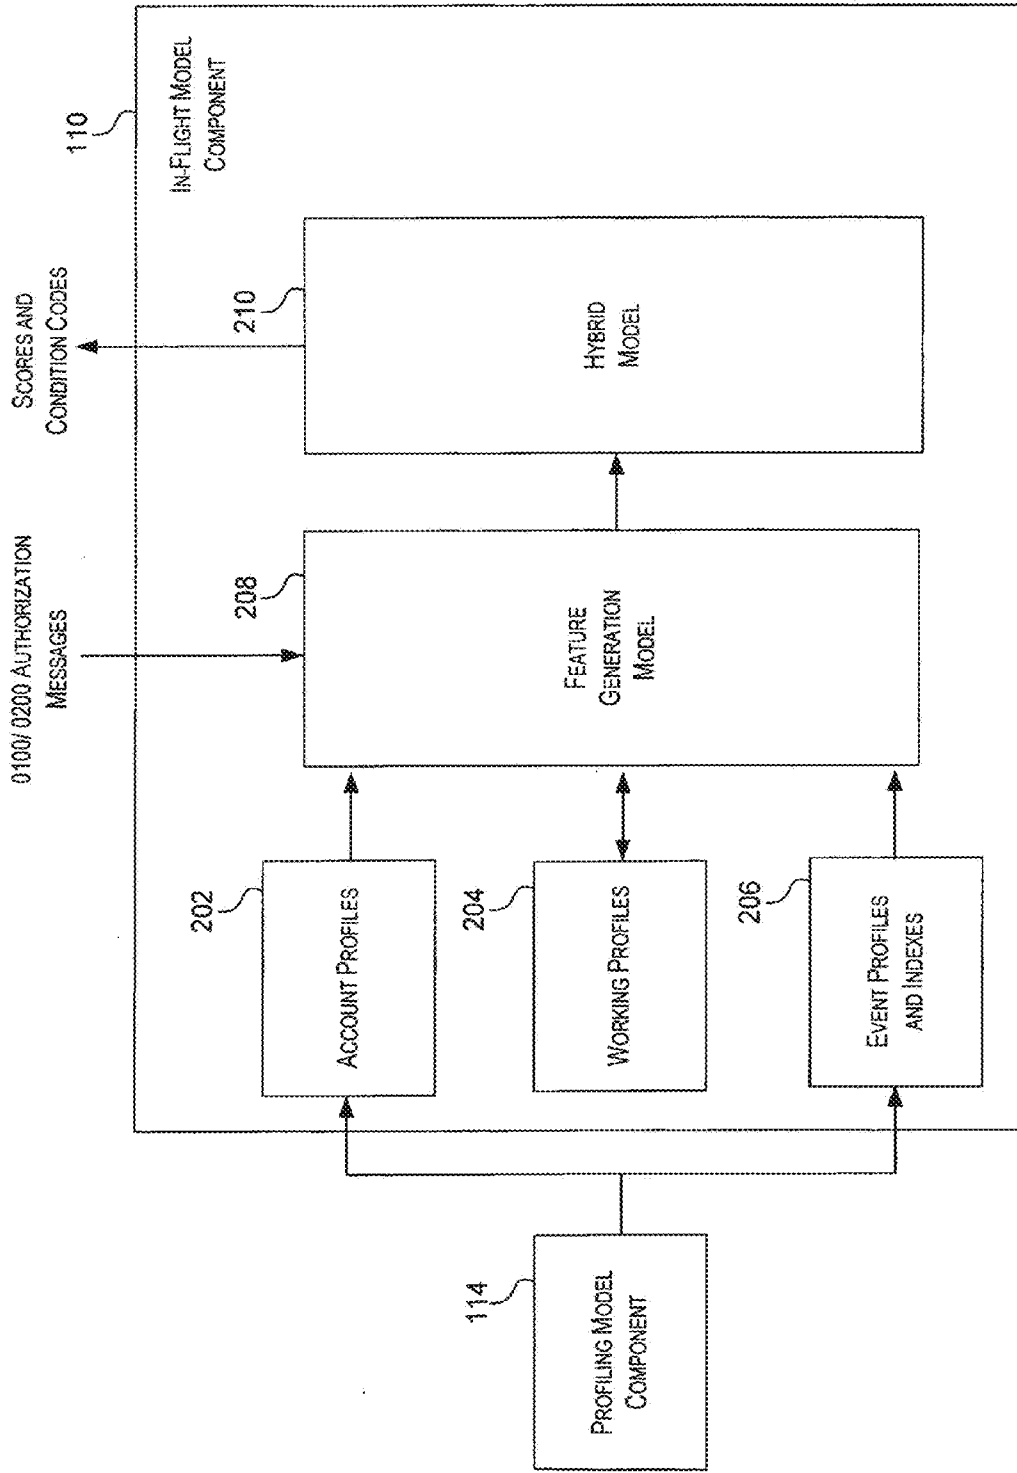 0100/ 0200 AUTHORIZATION
MESSAGES
SCORES AND
CONDITION CODES
110
IN-FLIGHT MODEL
COMPONENT
202
ACCOUNT PROFILES
208
FEATURE
GENERATION
MODEL
210
HYBRID
MODEL
114
PROFILING MODEL
COMPONENT
204
WORKING PROFILES
206
EVENT PROFILES
AND INDEXES